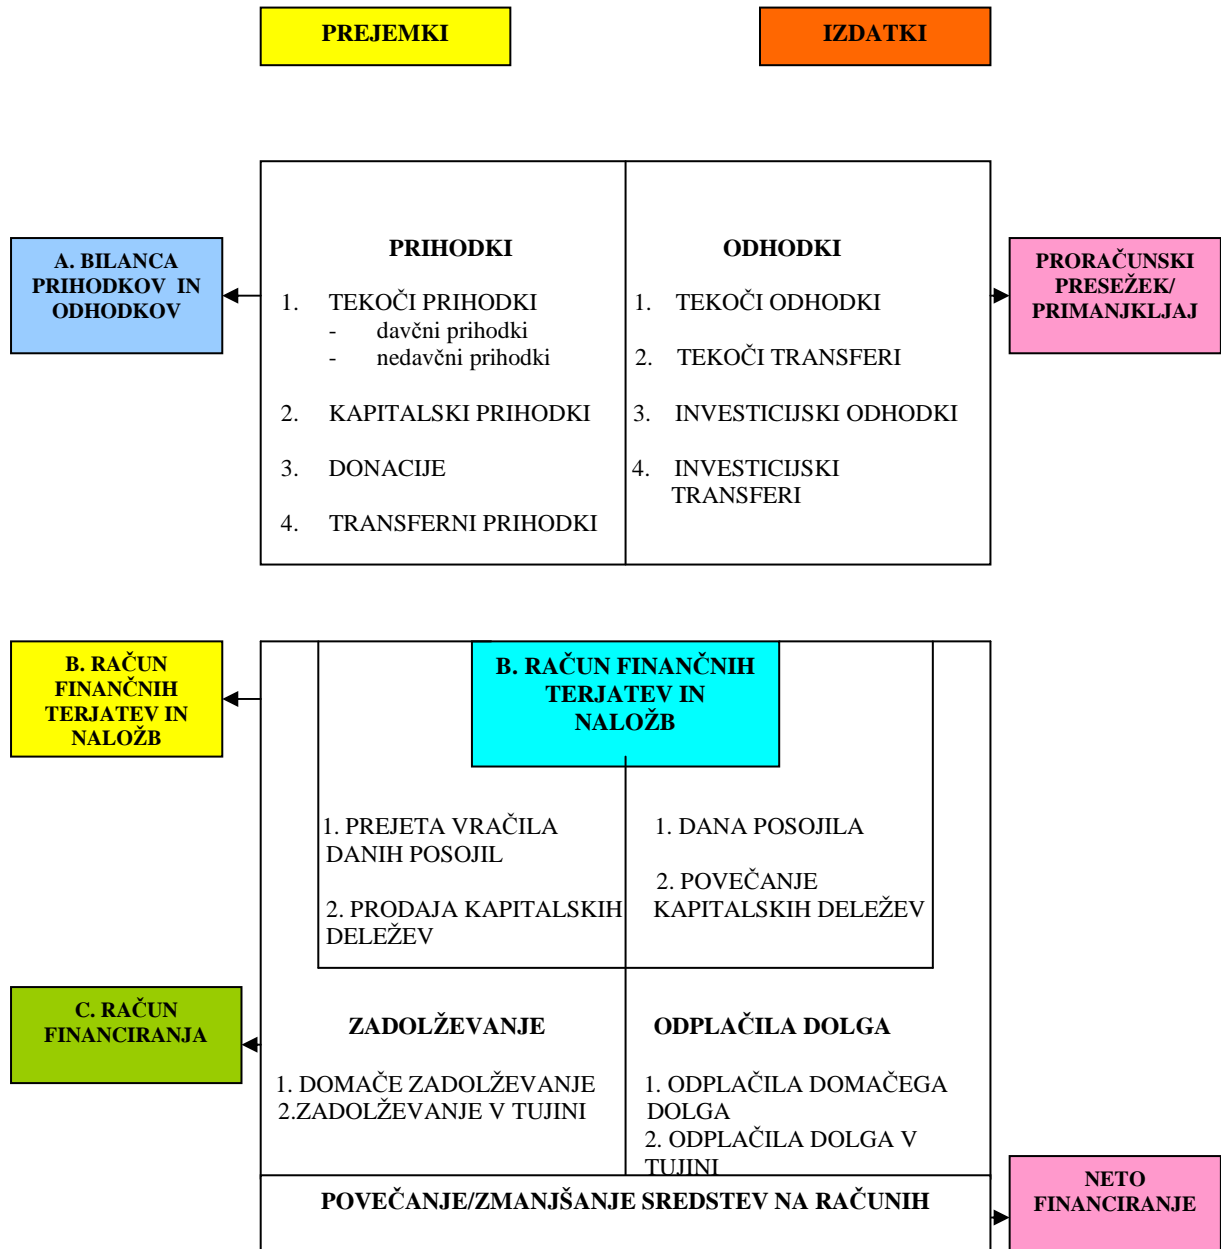 PREJEMKI
IZDATKI
A. BILANCA
PRIHODKOV IN
ODHODKOV
PRIHODKI
1. TEKOČI PRIHODKI
- davčni prihodki
- nedavčni prihodki
2. KAPITALSKI PRIHODKI
3. DONACIJE
4. TRANSFERNI PRIHODKI
ODHODKI
1. TEKOČI ODHODKI
2. TEKOČI TRANSFERI
3. INVESTICIJSKI ODHODKI
4. INVESTICIJSKI
TRANSFERI
PRORAČUNSKI
PRESEŽEK/
PRIMANJKLJAJ
B. RAČUN
FINANČNIH
TERJATEV IN
NALOŽB
B. RAČUN FINANČNIH
TERJATEV IN
NALOŽB
1. PREJETA VRAČILA
DANIH POSOJIL
2. PRODAJA KAPITALSKIH
DELEŽEV
1. DANA POSOJILA
2. POVEČANJE
KAPITALSKIH DELEŽEV
C. RAČUN
FINANCIRANJA
ZADOLŽEVANJE
1. DOMAČE ZADOLŽEVANJE
2.ZADOLŽEVANJE V TUJINI
ODPLAČILA DOLGA
1. ODPLAČILA DOMAČEGA
DOLGA
2. ODPLAČILA DOLGA V
TUJINI
POVEČANJE/ZMANJŠANJE SREDSTEV NA RAČUNIH
NETO
FINANCIRANJE